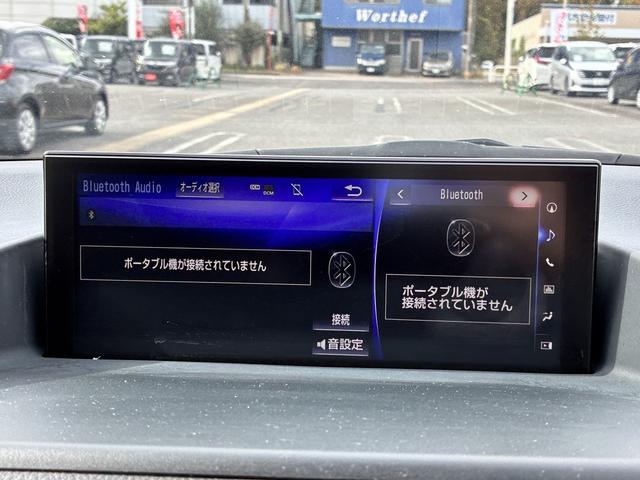 Worthef
Bluetooth Audio
オーディオ選択
DCM
Bluetooth
ポータブル機が接続されていません
ポータブル機が
接続されていません
接続
音設定